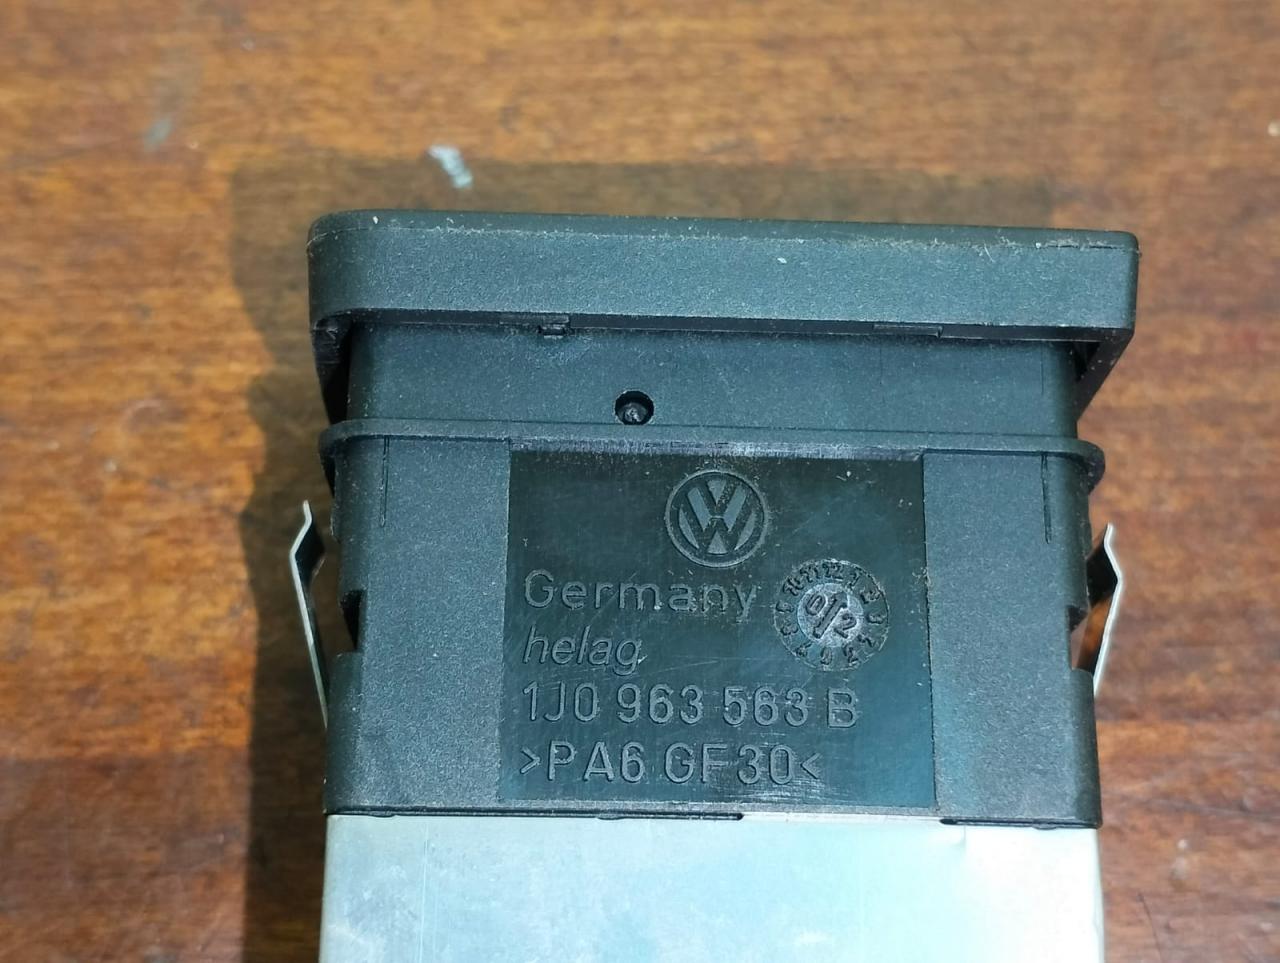 Germany
helag
1J0 963 563 B
>PA6 GF30<